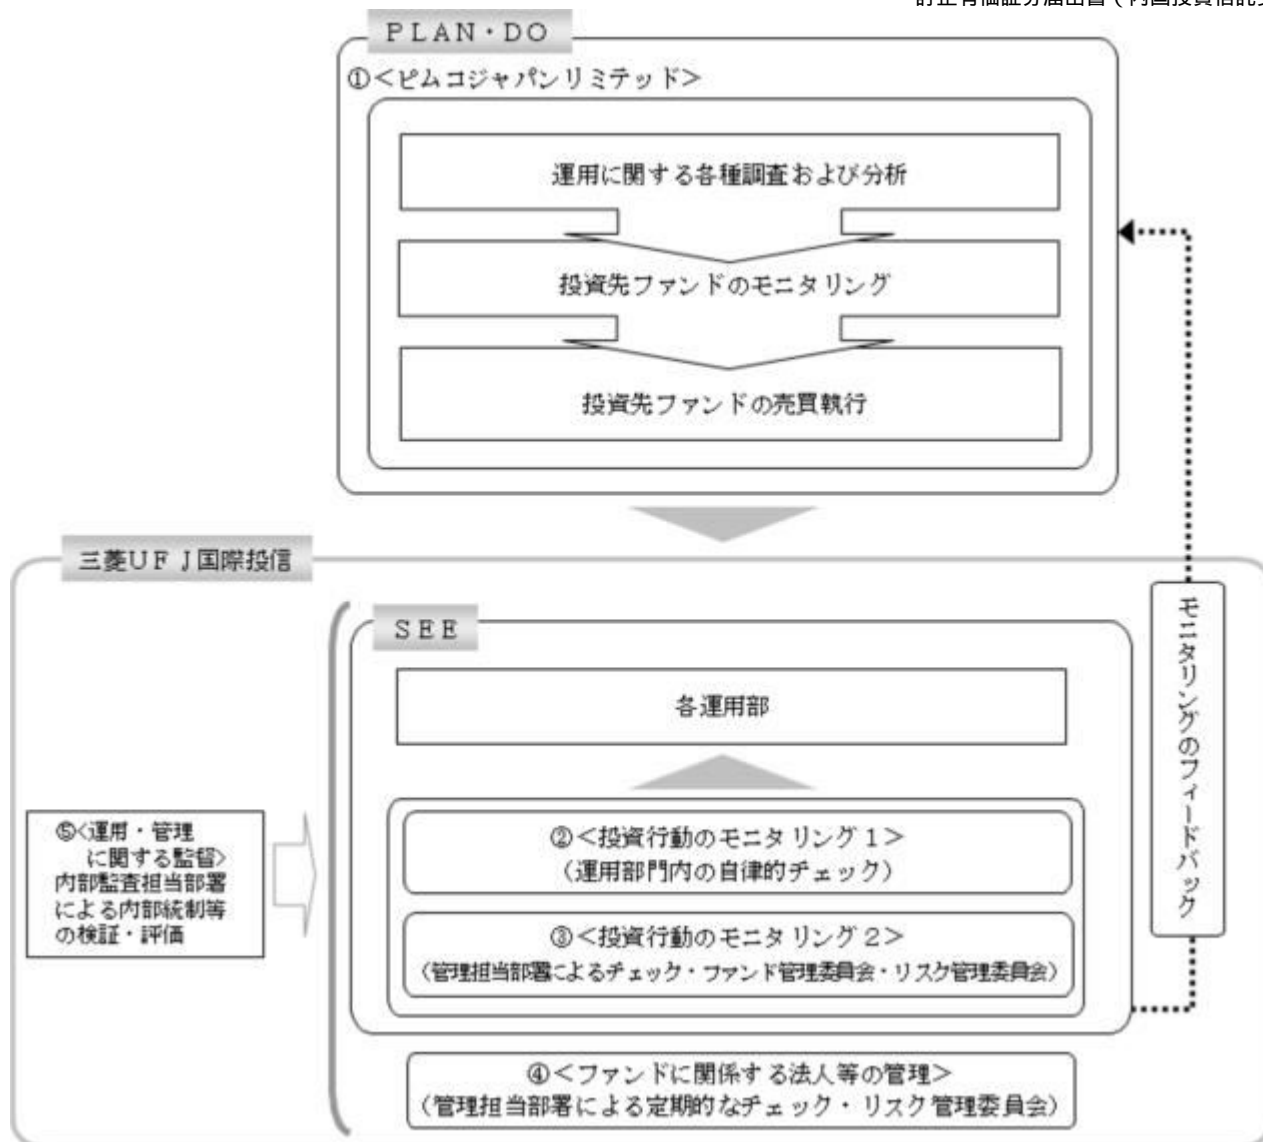 訂正有価証券届出書(内国投資信託受
PLAN・DO
①<ピムコジャパンリミテッド>
運用に関する各種調査および分析
投資先ファンドのモニタリング
投資先ファンドの売買執行
三菱UFJ国際投信
SEE
各運用部
②<投資行動のモニタリング1>
(運用部門内の自律的チェック)
③<投資行動のモニタリング2>
(管理担当部署によるチェック・ファンド管理委員会・リスク管理委員会)
④<ファンドに関係する法人等の管理>
(管理担当部署による定期的なチェック・リスク管理委員会)
⑤<運用・管理
に関する監督>
内部監査担当部署
による内部統制等
の検証・評価
モニタリングのフィードバック